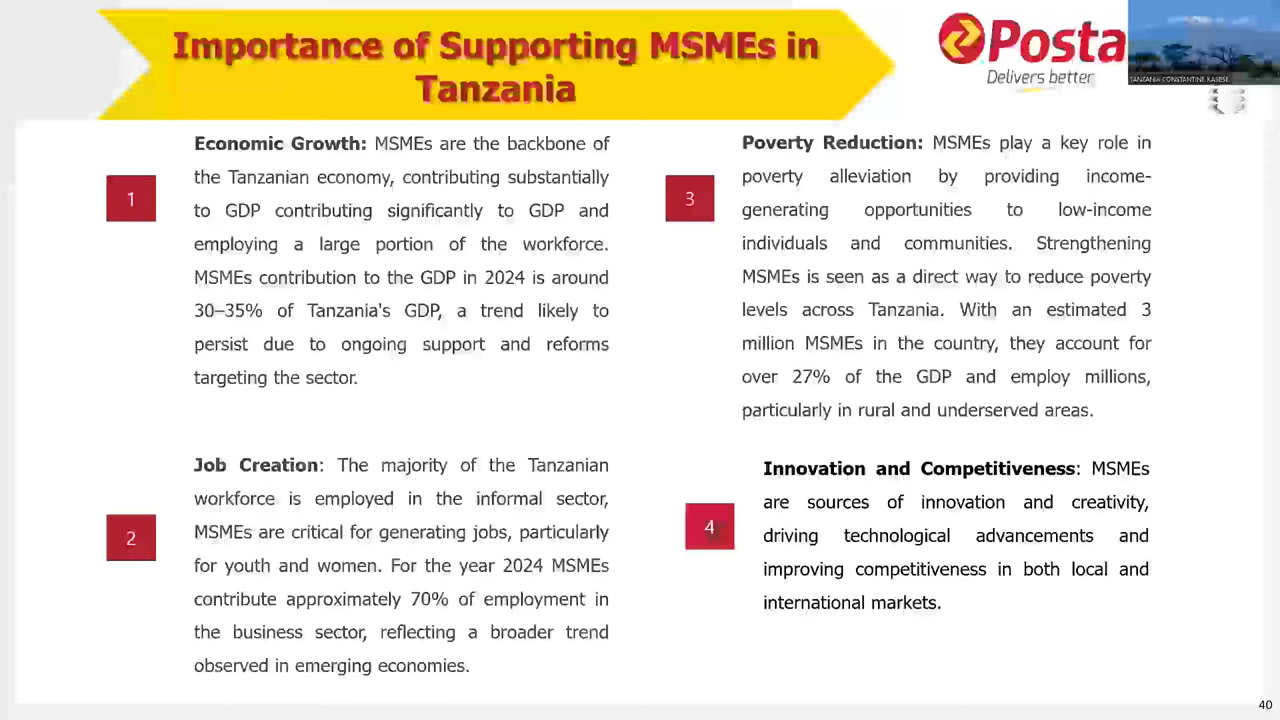 Importance of Supporting MSMEs in
Tanzania
Posta
Delivers better
TANZANIA CONSTANTINE KASESE
1
Economic Growth: MSMEs are the backbone of
the Tanzanian economy, contributing substantially
to GDP contributing significantly to GDP and
employing a large portion of the workforce.
MSMEs contribution to the GDP in 2024 is around
30–35% of Tanzania's GDP, a trend likely to
persist due to ongoing support and reforms
targeting the sector.
2
Job Creation: The majority of the Tanzanian
workforce is employed in the informal sector,
MSMEs are critical for generating jobs, particularly
for youth and women. For the year 2024 MSMEs
contribute approximately 70% of employment in
the business sector, reflecting a broader trend
observed in emerging economies.
3
Poverty Reduction: MSMEs play a key role in
poverty alleviation by providing income-
generating opportunities to low-income
individuals and communities. Strengthening
MSMEs is seen as a direct way to reduce poverty
levels across Tanzania. With an estimated 3
million MSMEs in the country, they account for
over 27% of the GDP and employ millions,
particularly in rural and underserved areas.
4
Innovation and Competitiveness: MSMEs
are sources of innovation and creativity,
driving technological advancements and
improving competitiveness in both local and
international markets.
40